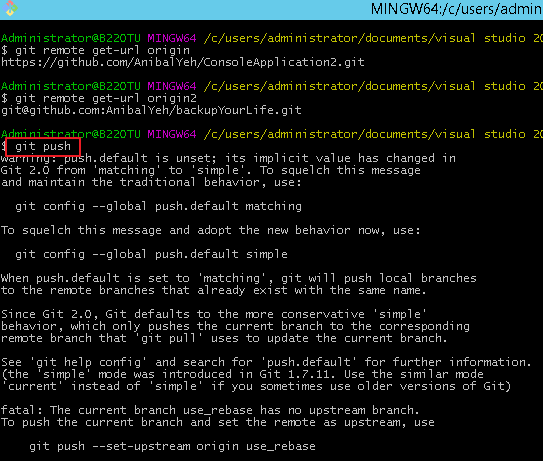 MINGW64:/c/users/admin
Administrator@B220TU MINGW64 /c/users/administrator/documents/visual studio 20
$ git remote get-url origin
https://github.com/AnibalYeh/ConsoleApplication2.git
Administrator@B220TU MINGW64 /c/users/administrator/documents/visual studio 20
$ git remote get-url origin2
git@github.com:AnibalYeh/backupYourLife.git
Administrator@B220TU MINGW64 /c/users/administrator/documents/visual studio 20
$ git push
warning: push.default is unset; its implicit value has changed in
Git 2.0 from 'matching' to 'simple'. To squelch this message
and maintain the traditional behavior, use:
git config --global push.default matching
To squelch this message and adopt the new behavior now, use:
git config --global push.default simple
When push.default is set to 'matching', git will push local branches
to the remote branches that already exist with the same name.
Since Git 2.0, Git defaults to the more conservative 'simple'
behavior, which only pushes the current branch to the corresponding
remote branch that 'git pull' uses to update the current branch.
See 'git help config' and search for 'push.default' for further information.
(the 'simple' mode was introduced in Git 1.7.11. Use the similar mode
'current' instead of 'simple' if you sometimes use older versions of Git)
fatal: The current branch use_rebase has no upstream branch.
To push the current branch and set the remote as upstream, use
git push --set-upstream origin use_rebase